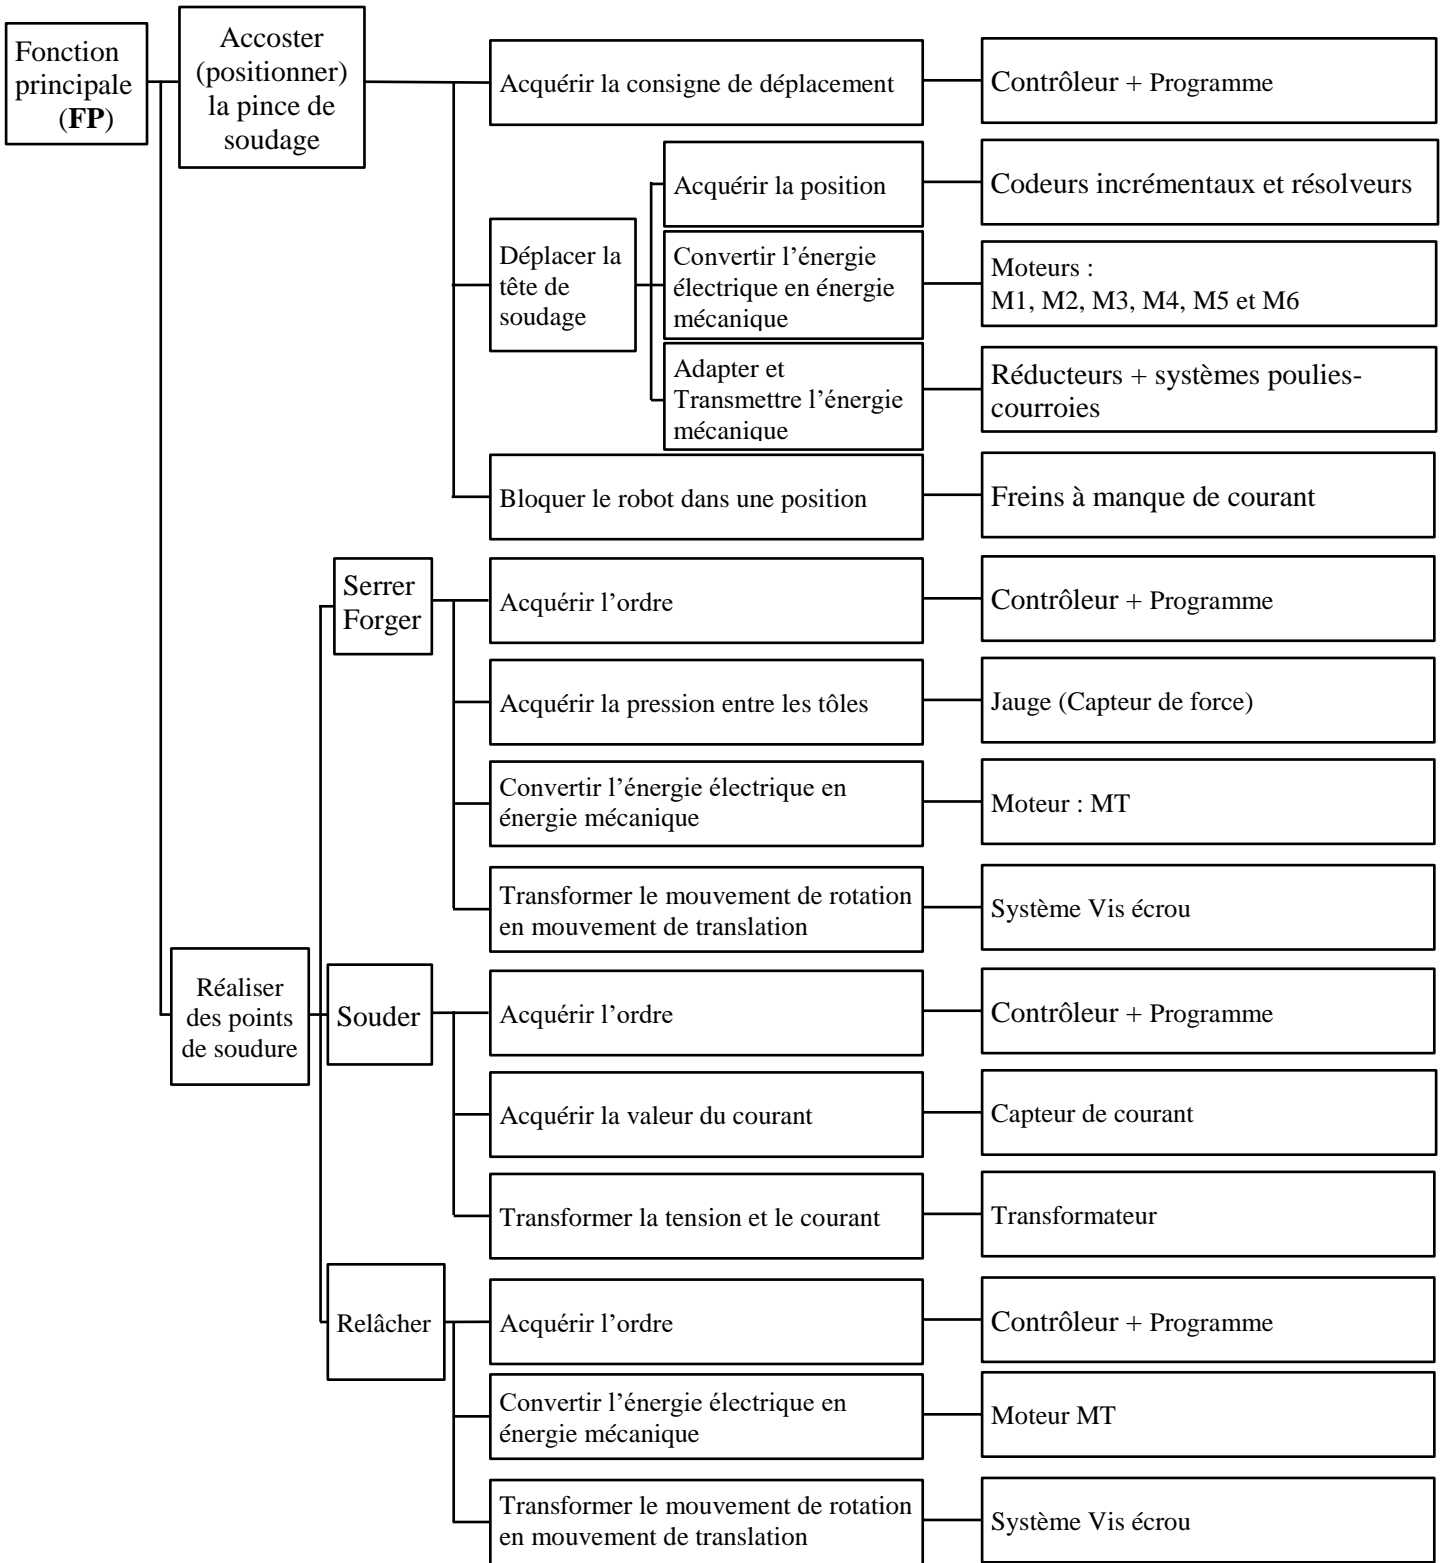 Fonction
principale
(FP)
Accoster
(positionner)
la pince de
soudage
Acquérir la consigne de déplacement
Contrôleur + Programme
Déplacer la
tête de
soudage
Acquérir la position
Codeurs incrémentaux et résolveurs
Convertir l’énergie
électrique en énergie
mécanique
Moteurs :
M1, M2, M3, M4, M5 et M6
Adapter et
Transmettre l’énergie
mécanique
Réducteurs + systèmes poulies-
courroies
Bloquer le robot dans une position
Freins à manque de courant
Réaliser
des points
de soudure
Serrer
Forger
Acquérir l’ordre
Contrôleur + Programme
Acquérir la pression entre les tôles
Jauge (Capteur de force)
Convertir l’énergie électrique en
énergie mécanique
Moteur : MT
Transformer le mouvement de rotation
en mouvement de translation
Système Vis écrou
Souder
Acquérir l’ordre
Contrôleur + Programme
Acquérir la valeur du courant
Capteur de courant
Transformer la tension et le courant
Transformateur
Relâcher
Acquérir l’ordre
Contrôleur + Programme
Convertir l’énergie électrique en
énergie mécanique
Moteur MT
Transformer le mouvement de rotation
en mouvement de translation
Système Vis écrou